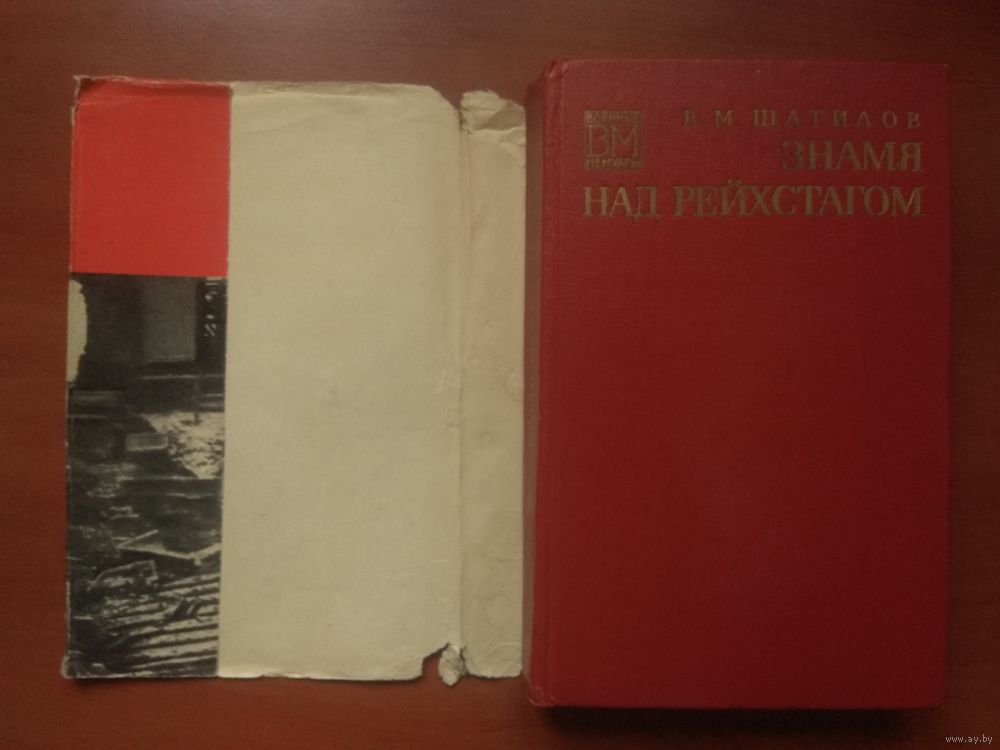 ВОЕННЫЕ
ВМ
МЕМУАРЫ
В. М. ШАТИЛОВ
ЗНАМЯ
НАД РЕЙХСТАГОМ
www.ay.by